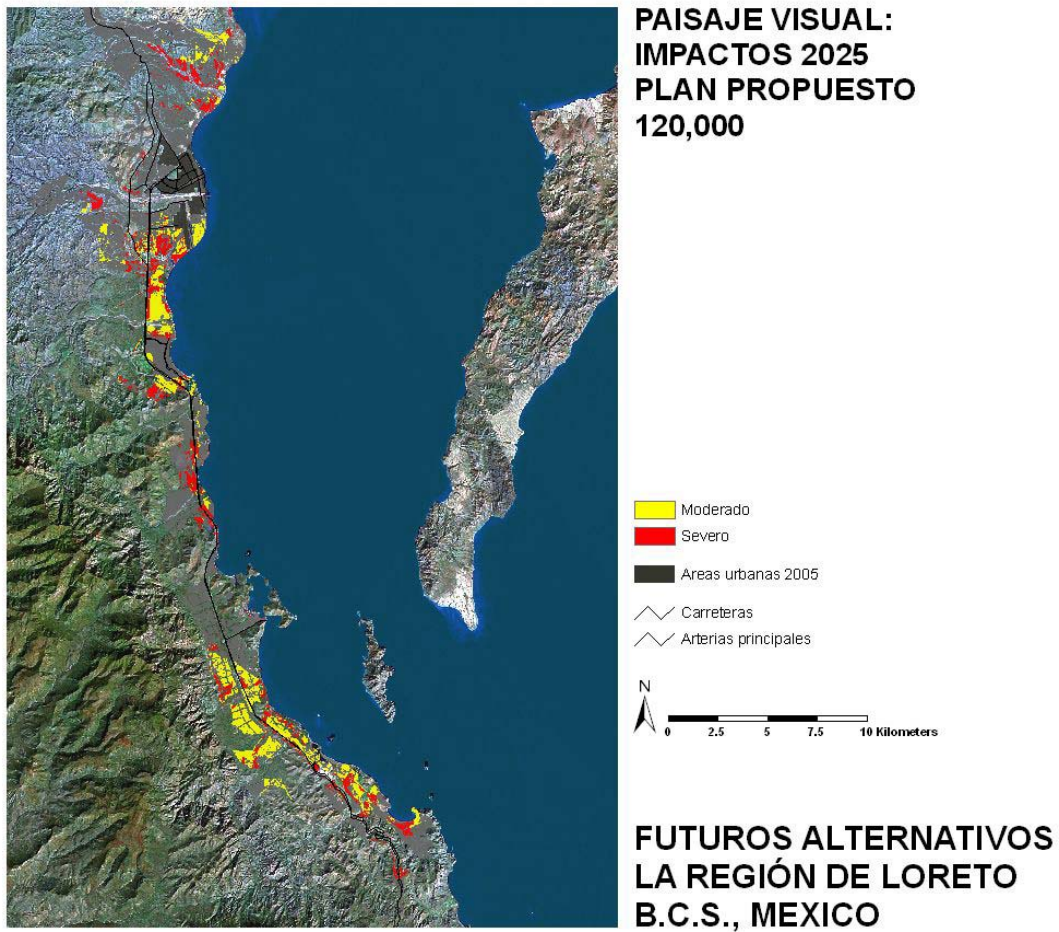 PAISAJE VISUAL:
IMPACTOS 2025
PLAN PROPUESTO
120,000
Moderado
Severo
Areas urbanas 2005
Carreteras
Arterias principales
N
0 2.5 5 7.5 10 Kilometers
FUTUROS ALTERNATIVOS
LA REGIÓN DE LORETO
B.C.S., MEXICO